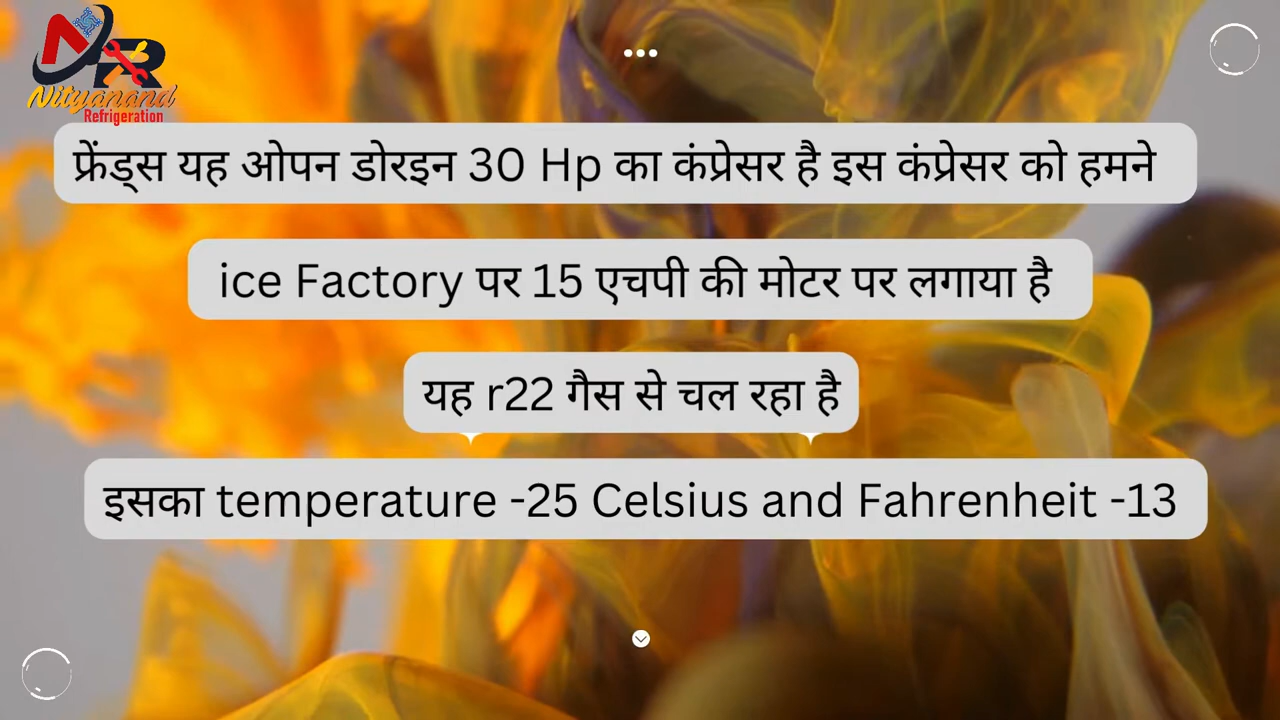 NR
Nityanand
Refrigeration
फ्रेंड्स यह ओपन डोरइन 30 Hp का कंप्रेसर है इस कंप्रेसर को हमने
ice Factory पर 15 एचपी की मोटर पर लगाया है
यह r22 गैस से चल रहा है
इसका temperature -25 Celsius and Fahrenheit -13